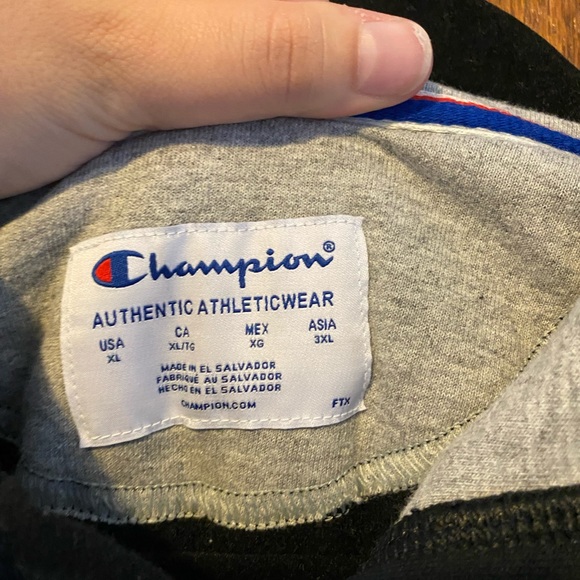 Champion®
AUTHENTIC ATHLETICWEAR
USA CA MEX ASIA
XL XL/TG XG 3XL
MADE IN EL SALVADOR
FABRIQUÉ AU SALVADOR
HECHO EN EL SALVADOR
CHAMPION.COM FTX